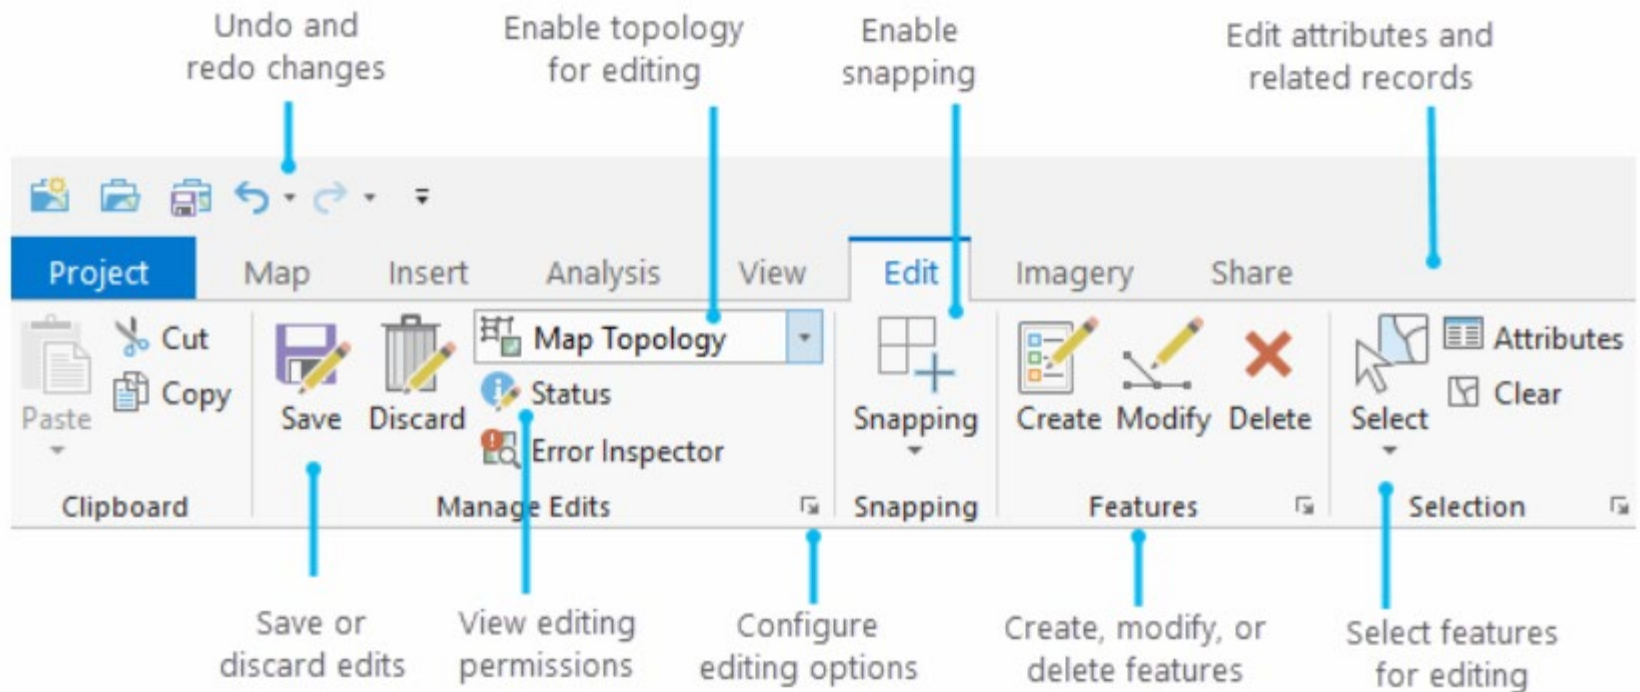 Undo and
redo changes
Enable topology
for editing
Enable
snapping
Edit attributes and
related records
Project Map Insert Analysis View Edit Imagery Share
Paste
Cut
Copy
Clipboard
Save
Discard
Map Topology
Status
Error Inspector
Manage Edits
Snapping
Snapping
Create Modify Delete
Features
Select
Attributes
Clear
Selection
Save or
discard edits
View editing
permissions
Configure
editing options
Create, modify, or
delete features
Select features
for editing